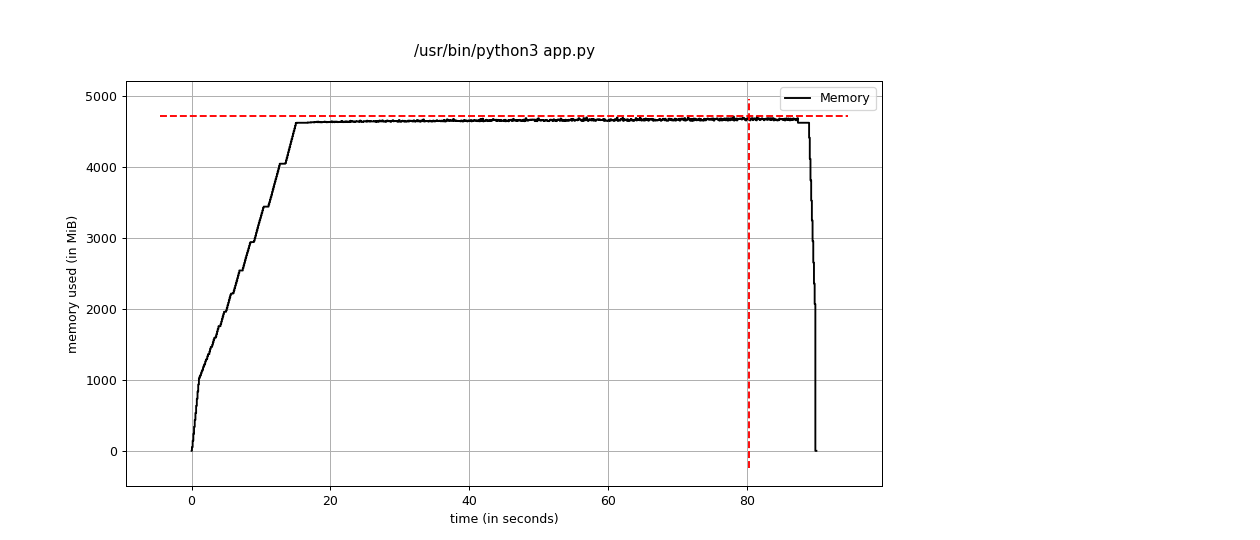 /usr/bin/python3 app.py
Memory
5000
4000
3000
2000
1000
0
memory used (in MiB)
0 20 40 60 80
time (in seconds)